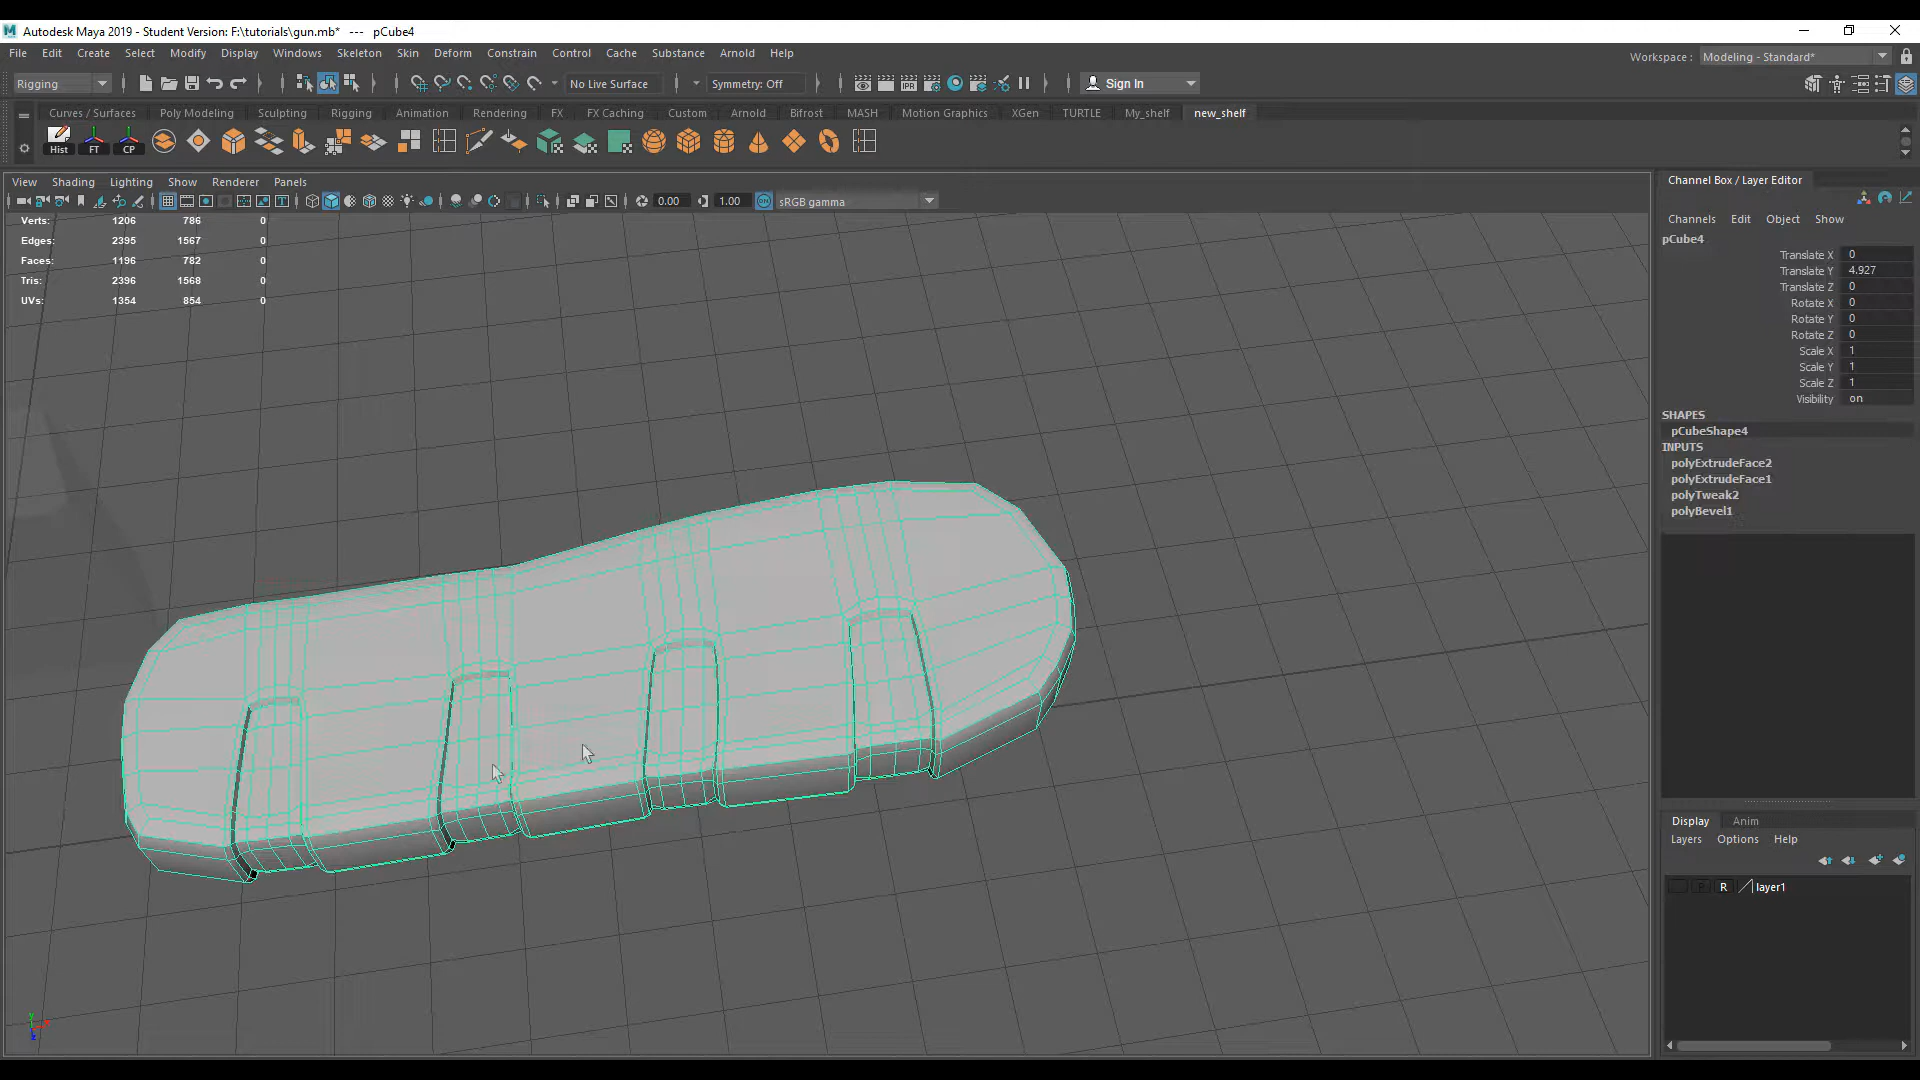 Autodesk Maya 2019 - Student Version: F:\tutorials\gun.mb* --- pCube4
File Edit Create Select Modify Display Windows Skeleton Skin Deform Constrain Control Cache Substance Arnold Help
Workspace : Modeling - Standard*
Rigging No Live Surface Symmetry: Off IPR Sign In
Curves / Surfaces Poly Modeling Sculpting Rigging Animation Rendering FX FX Caching Custom Arnold Bifrost MASH Motion Graphics XGen TURTLE My_shelf new_shelf
Hist FT CP
View Shading Lighting Show Renderer Panels
0.00 1.00 ON sRGB gamma
Verts: 1206 786 0
Edges: 2395 1567 0
Faces: 1196 782 0
Tris: 2396 1568 0
UVs: 1354 854 0
Channel Box / Layer Editor
Channels Edit Object Show
pCube4
Translate X 0
Translate Y 4.927
Translate Z 0
Rotate X 0
Rotate Y 0
Rotate Z 0
Scale X 1
Scale Y 1
Scale Z 1
Visibility on
SHAPES
pCubeShape4
INPUTS
polyExtrudeFace2
polyExtrudeFace1
polyTweak2
polyBevel1
Display Anim
Layers Options Help
P R layer1
y x z